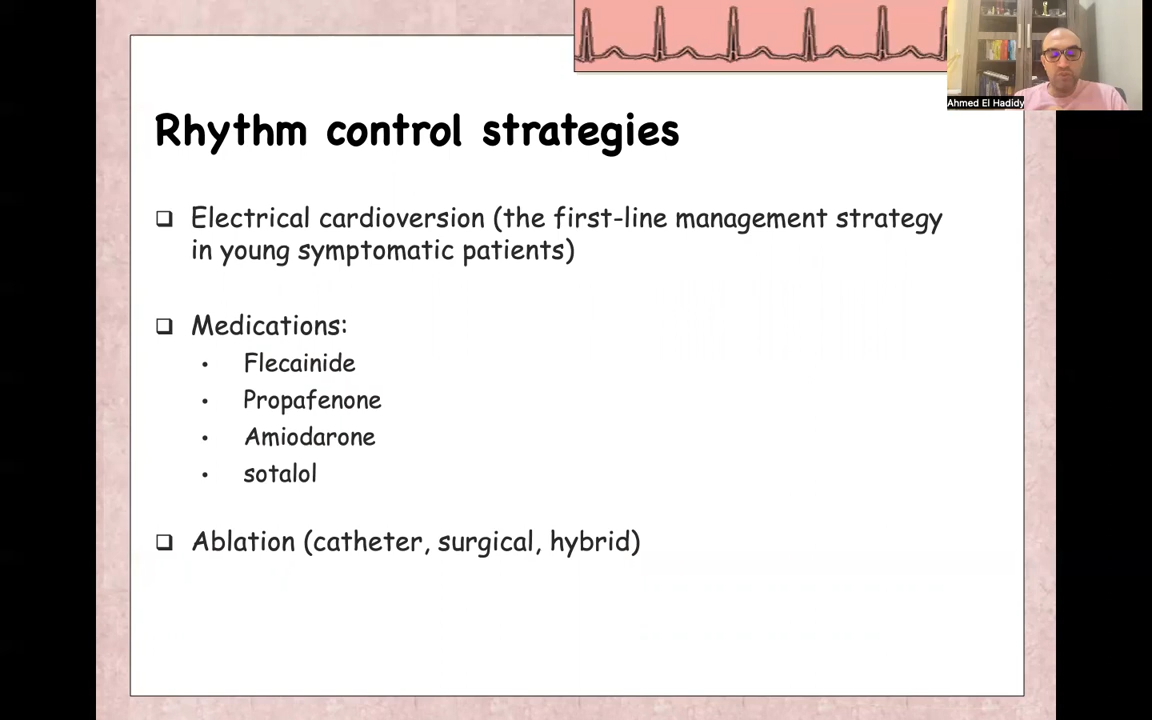 Ahmed El Hadidy
Rhythm control strategies
Electrical cardioversion (the first-line management strategy
in young symptomatic patients)
Medications:
• Flecainide
• Propafenone
• Amiodarone
• sotalol
Ablation (catheter, surgical, hybrid)